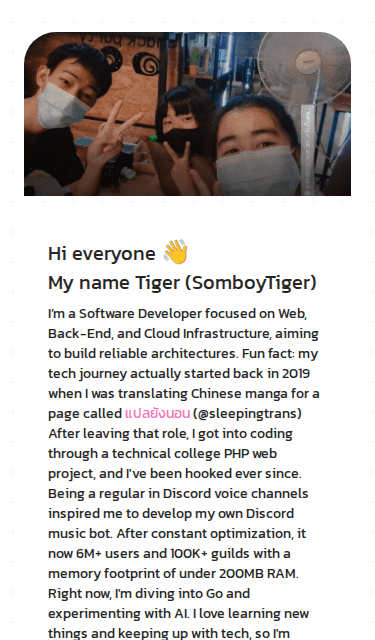 Hi everyone 👋
My name Tiger (SomboyTiger)
I'm a Software Developer focused on Web,
Back-End, and Cloud Infrastructure, aiming
to build reliable architectures. Fun fact: my
tech journey actually started back in 2019
when I was translating Chinese manga for a
page called แปลยังนอน (@sleepingtrans)
After leaving that role, I got into coding
through a technical college PHP web
project, and I've been hooked ever since.
Being a regular in Discord voice channels
inspired me to develop my own Discord
music bot. After constant optimization, it
now 6M+ users and 100K+ guilds with a
memory footprint of under 200MB RAM.
Right now, I'm diving into Go and
experimenting with AI. I love learning new
things and keeping up with tech, so I'm